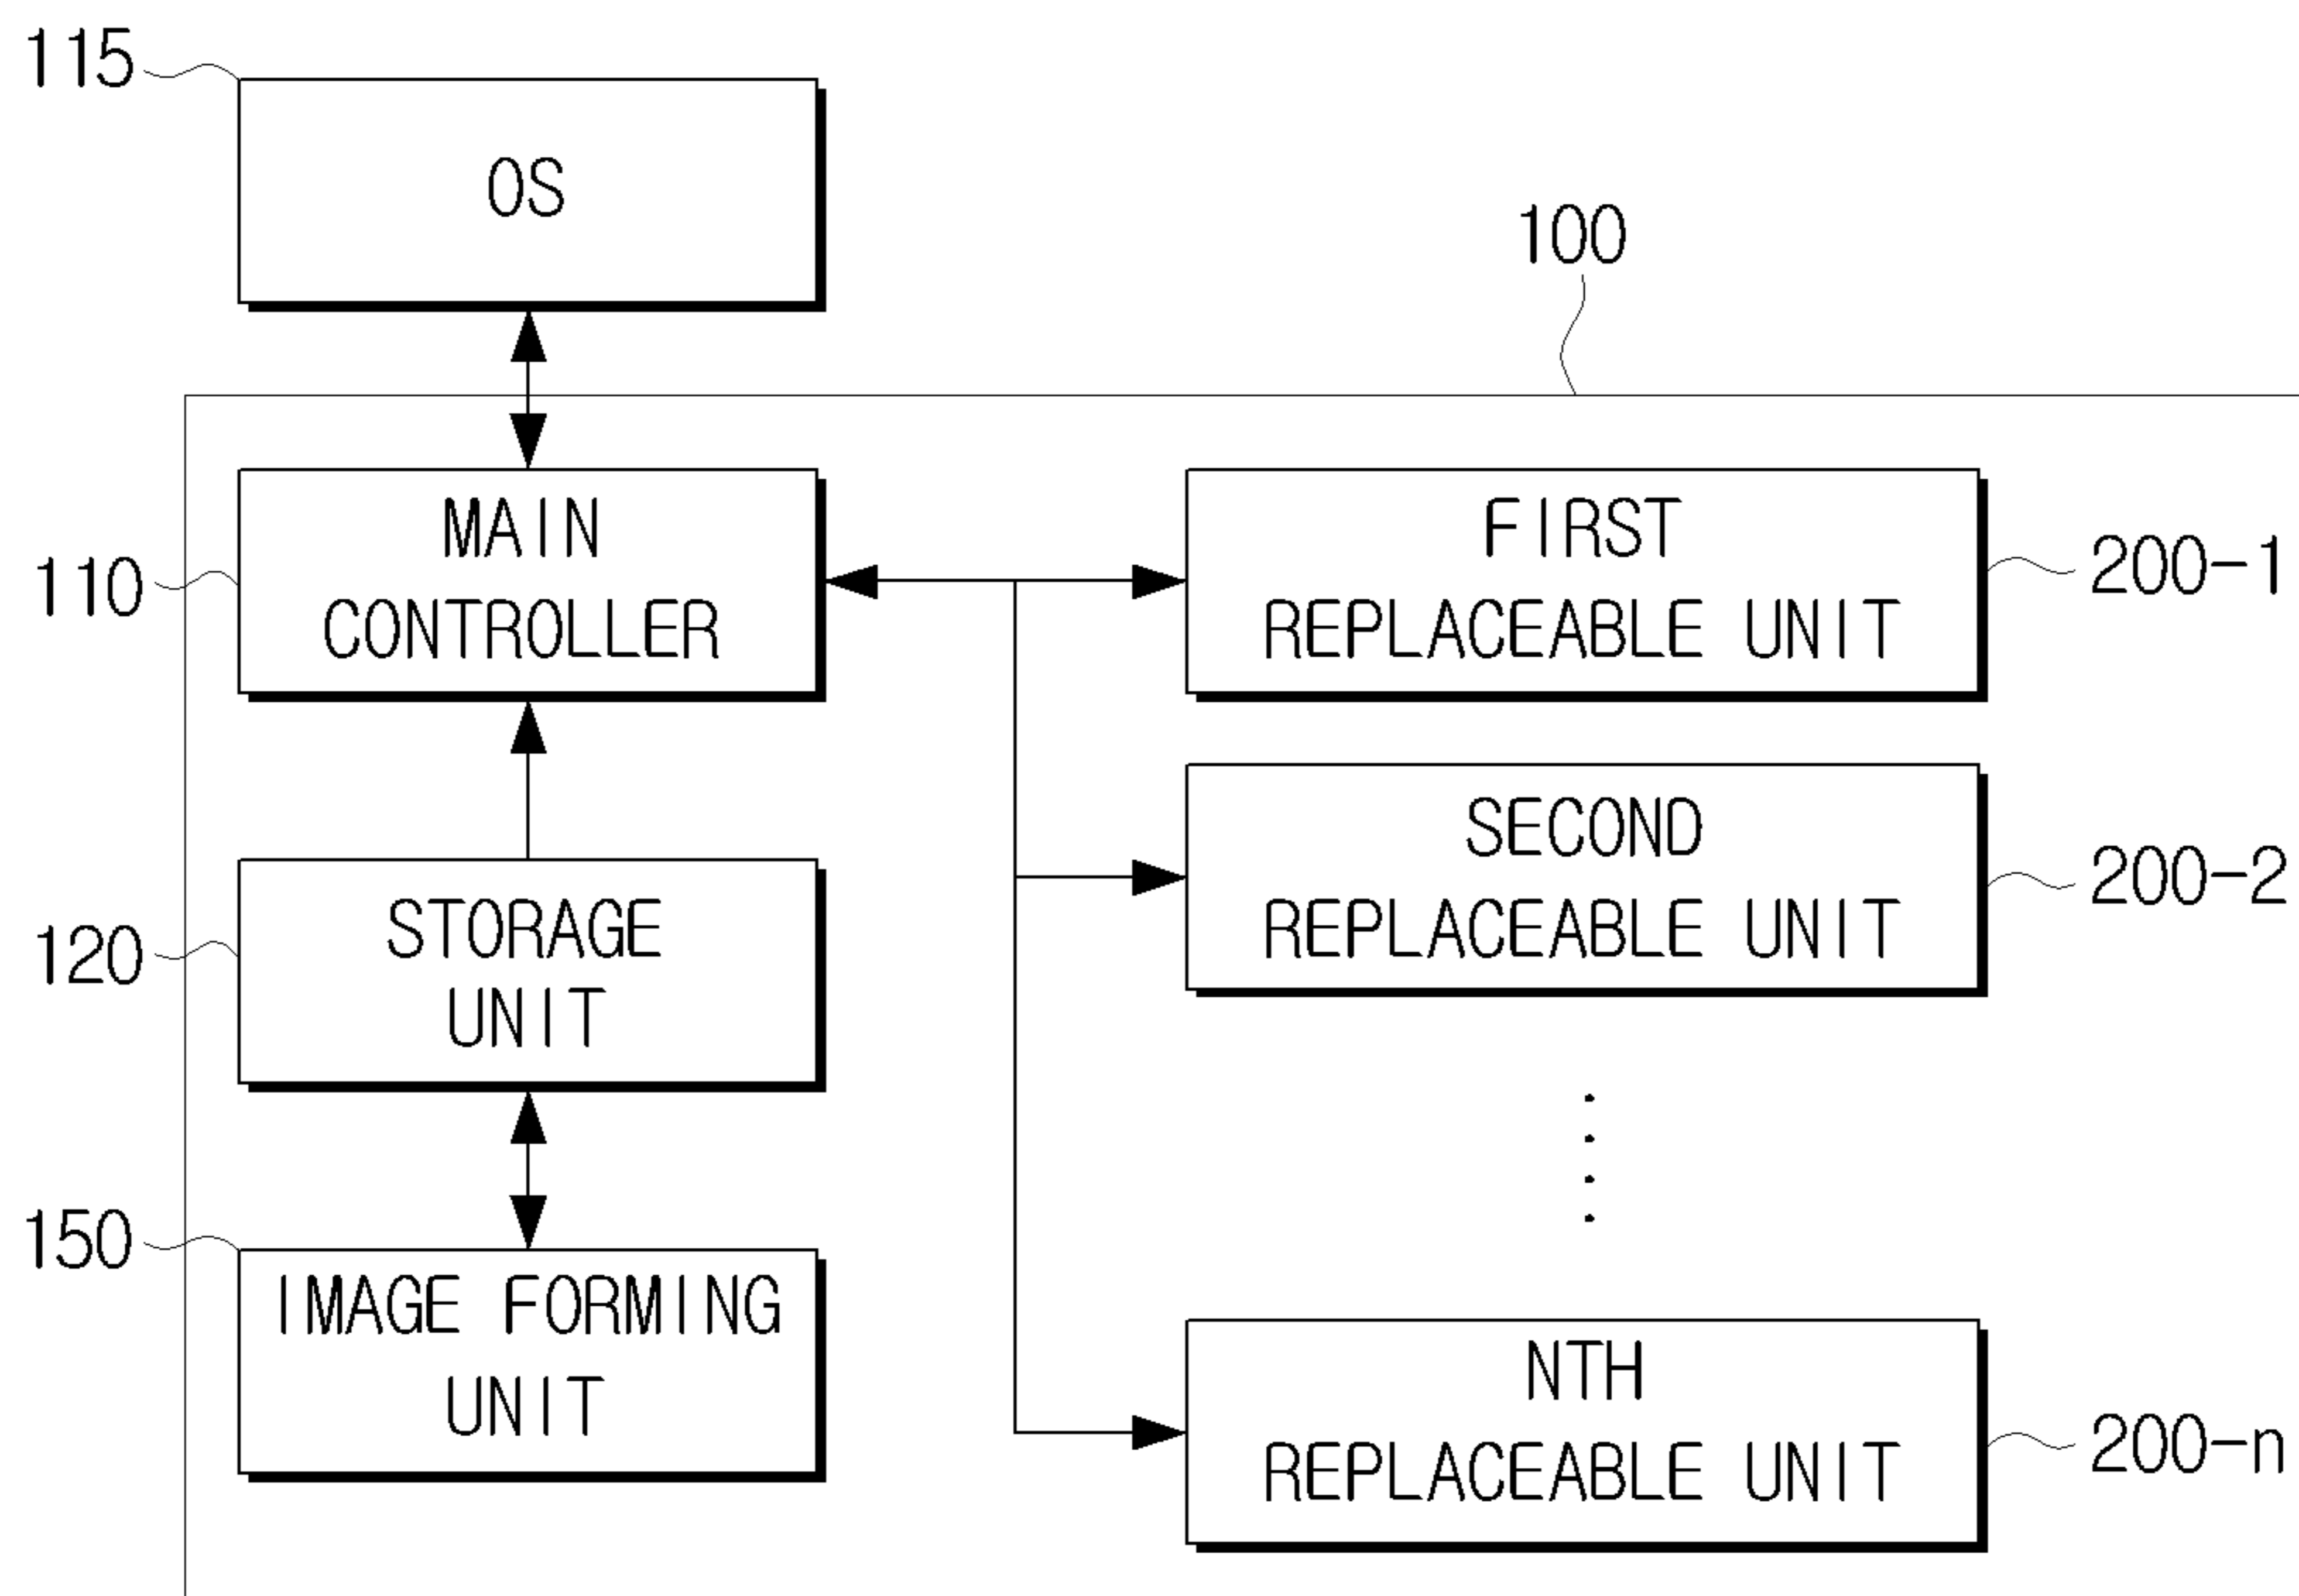 115
OS
100
110
MAIN
CONTROLLER
FIRST
REPLACEABLE UNIT
200-1
120
STORAGE
UNIT
SECOND
REPLACEABLE UNIT
200-2
150
IMAGE FORMING
UNIT
NTH
REPLACEABLE UNIT
200-n